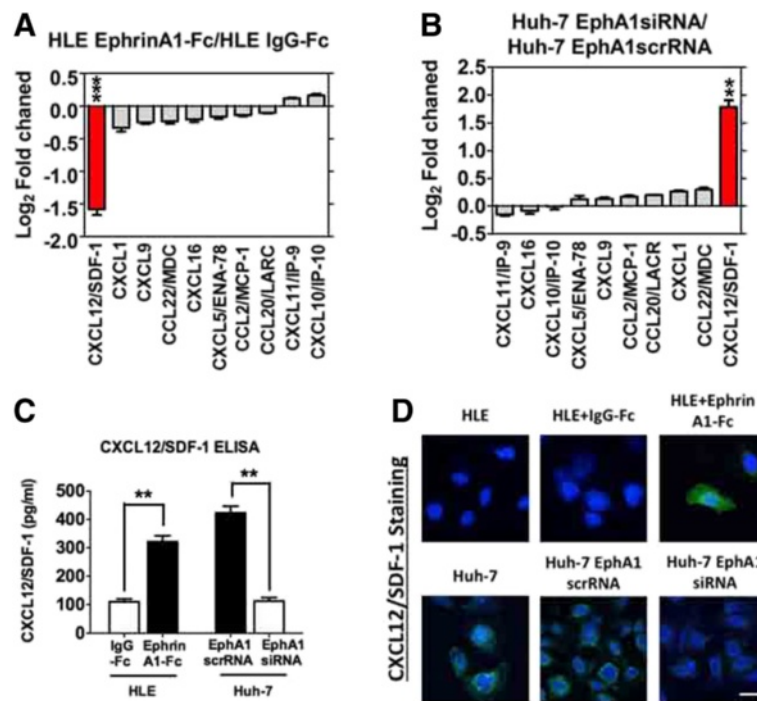 A
HLE EphrinA1-Fc/HLE IgG-Fc
Log2 Fold chaned
0.5
0.0
-0.5
-1.0
-1.5
-2.0
***
CXCL12/SDF-1
CXCL1
CXCL9
CCL22/MDC
CXCL16
CXCL5/ENA-78
CCL2/MCP-1
CCL20/LARC
CXCL11/IP-9
CXCL10/IP-10
B
Huh-7 EphA1siRNA/
Huh-7 EphA1scrRNA
Log2 Fold chaned
2.5
2.0
1.5
1.0
0.5
0.0
-0.5
**
CXCL11/IP-9
CXCL16
CXCL10/IP-10
CXCL5/ENA-78
CXCL9
CCL2/MCP-1
CCL20/LACR
CXCL1
CCL22/MDC
CXCL12/SDF-1
C
CXCL12/SDF-1 ELISA
CXCL12/SDF-1 (pg/ml)
500
400
300
200
100
0
**
**
IgG
-Fc
Ephrin
A1-Fc
EphA1
scrRNA
EphA1
siRNA
HLE
Huh-7
D
CXCL12/SDF-1 Staining
HLE
HLE+IgG-Fc
HLE+Ephrin
A1-Fc
Huh-7
Huh-7 EphA1
scrRNA
Huh-7 EphA1
siRNA